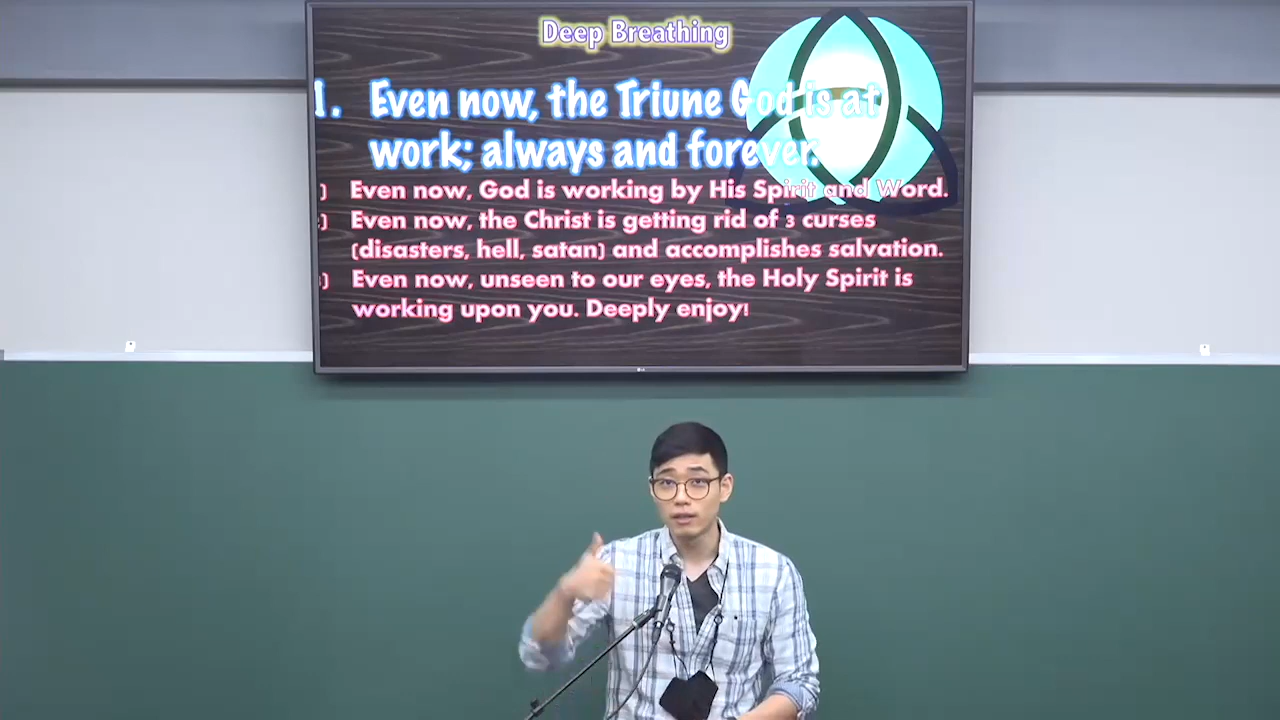 Deep Breathing
1. Even now, the Triune God is at
work; always and forever.
) Even now, God is working by His Spirit and Word.
) Even now, the Christ is getting rid of 3 curses
(disasters, hell, satan) and accomplishes salvation.
) Even now, unseen to our eyes, the Holy Spirit is
working upon you. Deeply enjoy!
LG